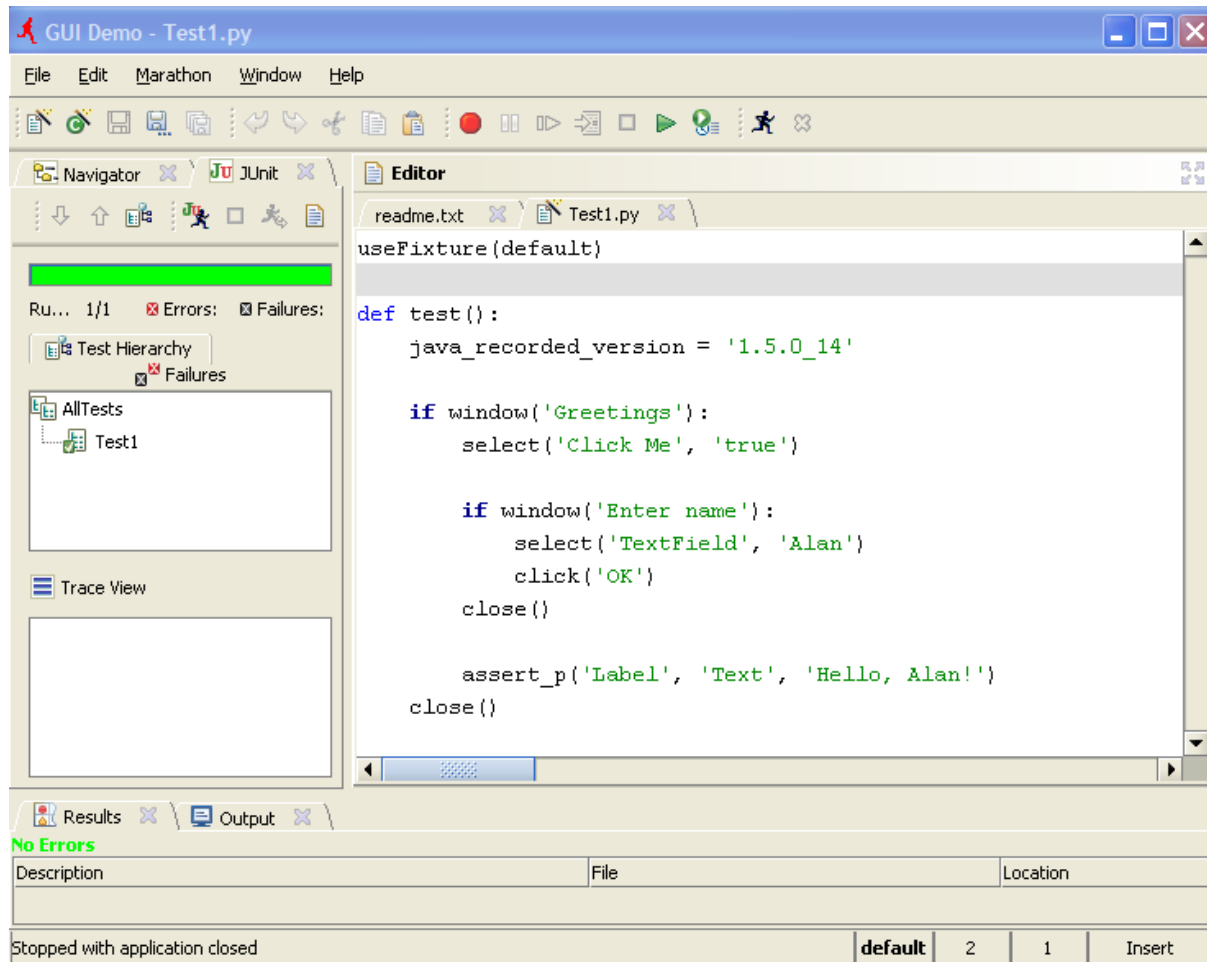 GUI Demo - Test1.py
File Edit Marathon Window Help
Navigator JU JUnit
Editor
readme.txt Test1.py
useFixture(default)
def test():
java_recorded_version = '1.5.0_14'
if window('Greetings'):
select('Click Me', 'true')
if window('Enter name'):
select('TextField', 'Alan')
click('OK')
close()
assert_p('Label', 'Text', 'Hello, Alan!')
close()
Ru... 1/1 Errors: Failures:
Test Hierarchy
Failures
AllTests
Test1
Trace View
Results Output
No Errors
Description File Location
Stopped with application closed default 2 1 Insert